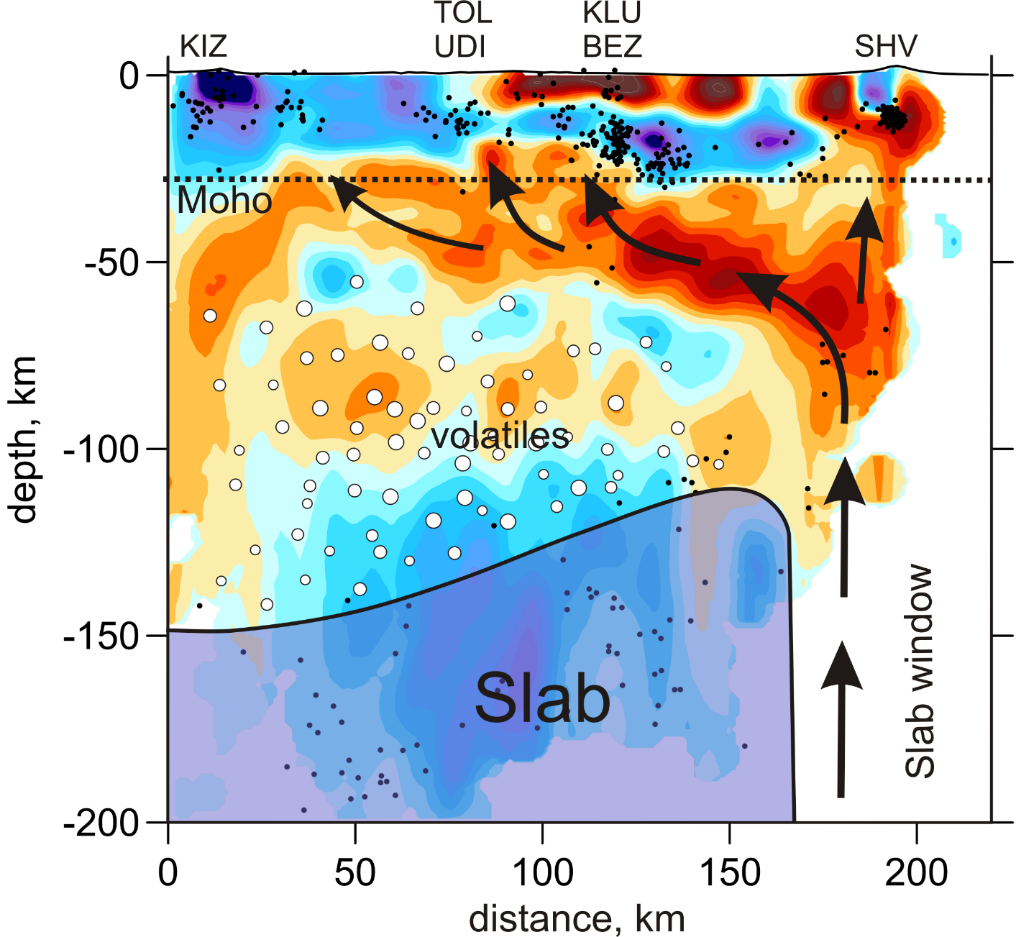 TOL
KLU
KIZ
UDI
BEZ
SHV
0
Moho
-50
depth, km
-100
volatiles
-150
Slab
Slab window
-200
0
50
100
150
200
distance, km